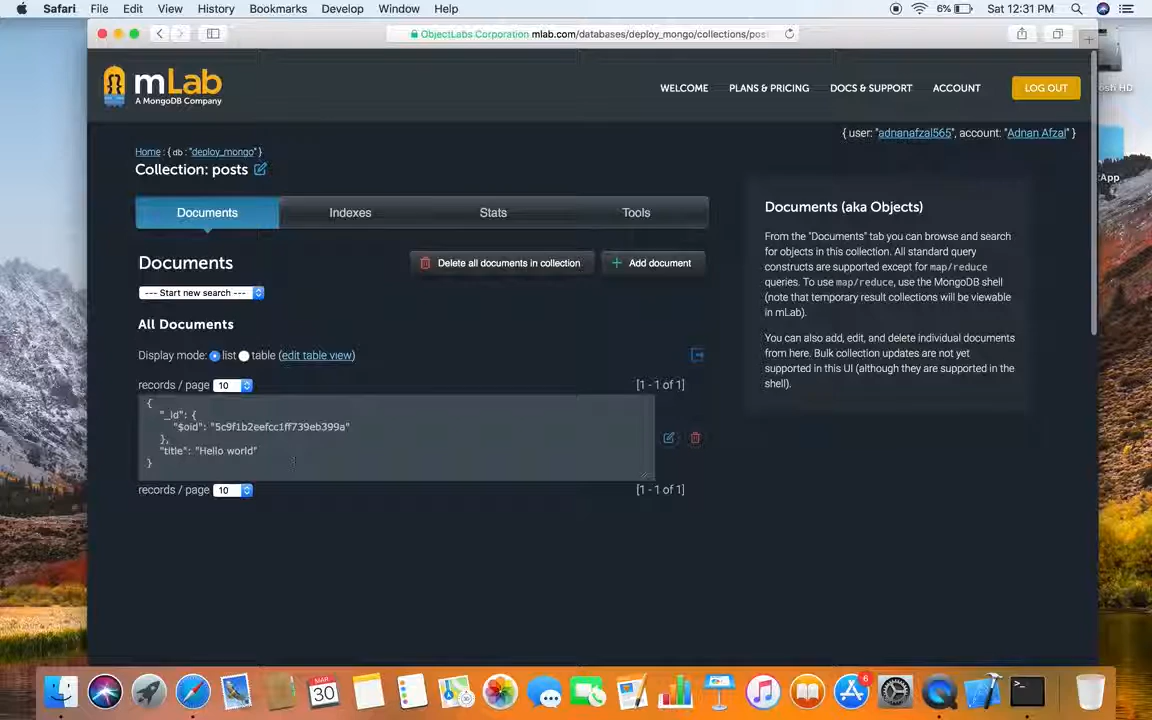 Safari File Edit View History Bookmarks Develop Window Help 6% Sat 12:31 PM
ObjectLabs Corporation mlab.com/databases/deploy_mongo/collections/pos
mLab
A MongoDB Company
WELCOME PLANS & PRICING DOCS & SUPPORT ACCOUNT LOG OUT
{ user: "adnanafzal565", account: "Adnan Afzal" }
Home : { db : "deploy_mongo" }
Collection: posts
Documents Indexes Stats Tools
Documents
Delete all documents in collection
Add document
--- Start new search ---
All Documents
Display mode: list table (edit table view)
records / page 10 [1 - 1 of 1]
{
"_id": {
"$oid": "5c9f1b2eefcc1ff739eb399a"
},
"title": "Hello world"
}
records / page 10 [1 - 1 of 1]
Documents (aka Objects)
From the "Documents" tab you can browse and search
for objects in this collection. All standard query
constructs are supported except for map/reduce
queries. To use map/reduce, use the MongoDB shell
(note that temporary result collections will be viewable
in mLab).
You can also add, edit, and delete individual documents
from here. Bulk collection updates are not yet
supported in this UI (although they are supported in the
shell).
osh HD
App
MAR
30
6
>_